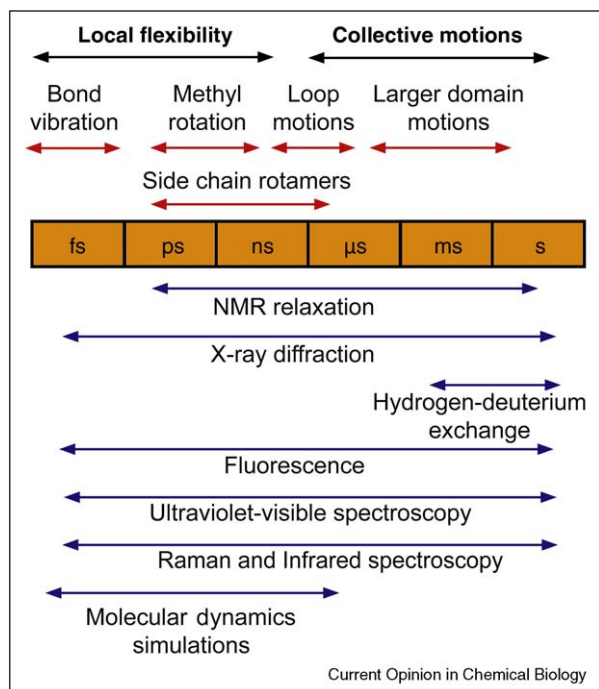 Local flexibility Collective motions
Bond vibration Methyl rotation Loop motions Larger domain motions
Side chain rotamers
fs ps ns µs ms s
NMR relaxation
X-ray diffraction
Hydrogen-deuterium
exchange
Fluorescence
Ultraviolet-visible spectroscopy
Raman and Infrared spectroscopy
Molecular dynamics
simulations
Current Opinion in Chemical Biology